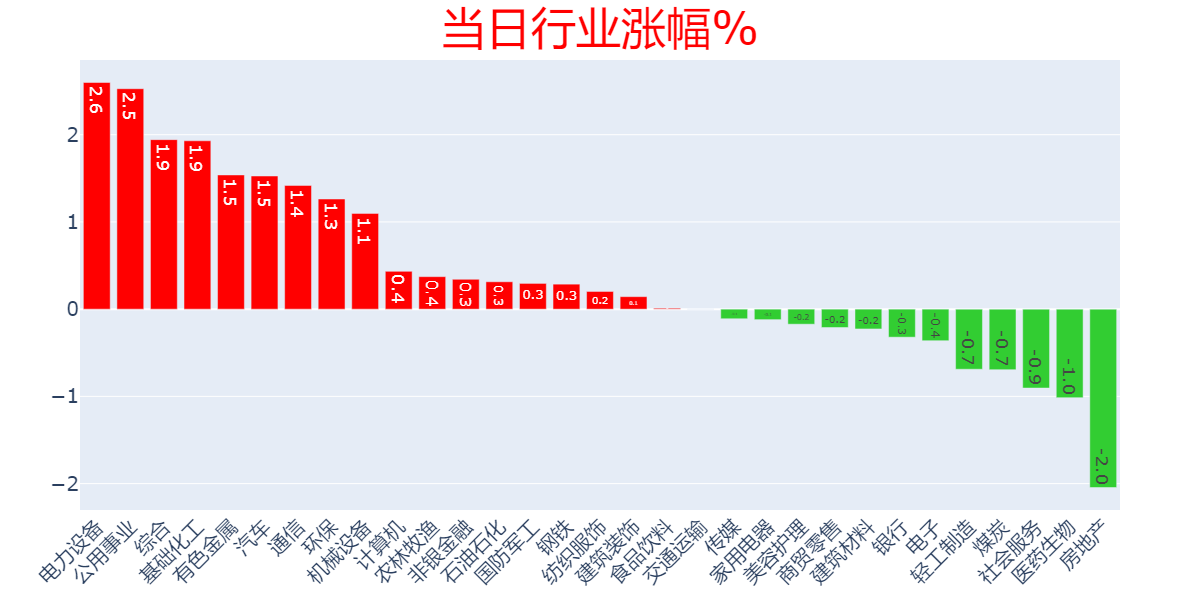 当日行业涨幅%
2
1
0
−1
−2
2.6
2.5
1.9
1.9
1.5
1.5
1.4
1.3
1.1
0.4
0.4
0.3
0.3
0.3
0.3
0.2
0.1
-0.2
-0.2
-0.2
-0.3
-0.4
-0.7
-0.7
-0.9
-1.0
-2.0
电力设备
公用事业
综合
基础化工
有色金属
汽车
通信
环保
机械设备
计算机
农林牧渔
非银金融
石油石化
国防军工
钢铁
纺织服饰
建筑装饰
食品饮料
交通运输
传媒
家用电器
美容护理
商贸零售
建筑材料
银行
电子
轻工制造
煤炭
社会服务
医药生物
房地产